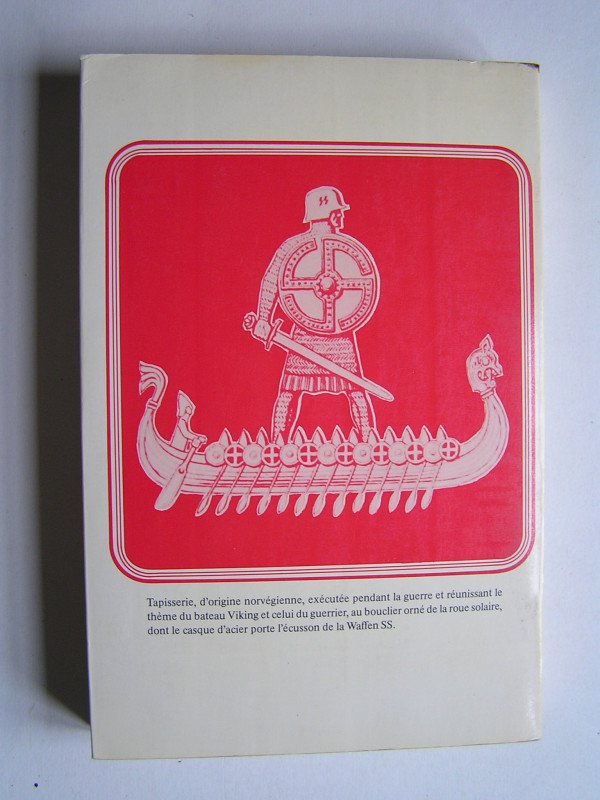 SS
Tapisserie, d'origine norvégienne, exécutée pendant la guerre et réunissant le
thème du bateau Viking et celui du guerrier, au bouclier orné de la roue solaire,
dont le casque d'acier porte l'écusson de la Waffen SS.